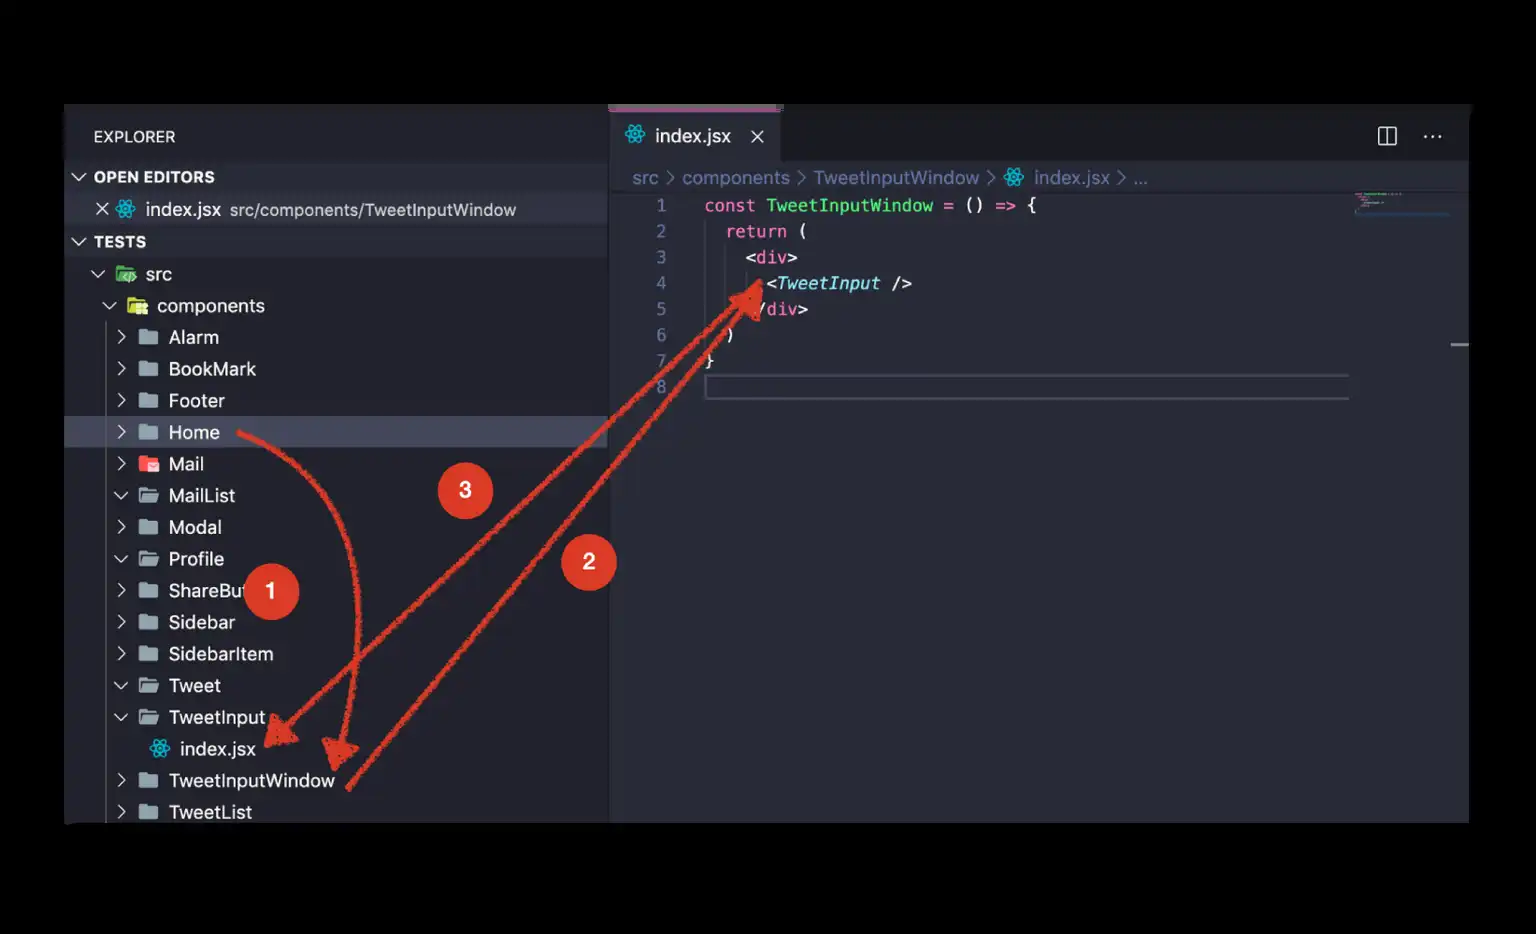 EXPLORER
OPEN EDITORS
index.jsx src/components/TweetInputWindow
TESTS
src
components
Alarm
BookMark
Footer
Home
Mail
MailList
Modal
Profile
ShareBu
Sidebar
SidebarItem
Tweet
TweetInput
index.jsx
TweetInputWindow
TweetList
1
2
3
index.jsx
src > components > TweetInputWindow > index.jsx > ...
1 const TweetInputWindow = () => {
2 return (
3 <div>
4 <TweetInput />
5 /div>
6 )
7 }
8